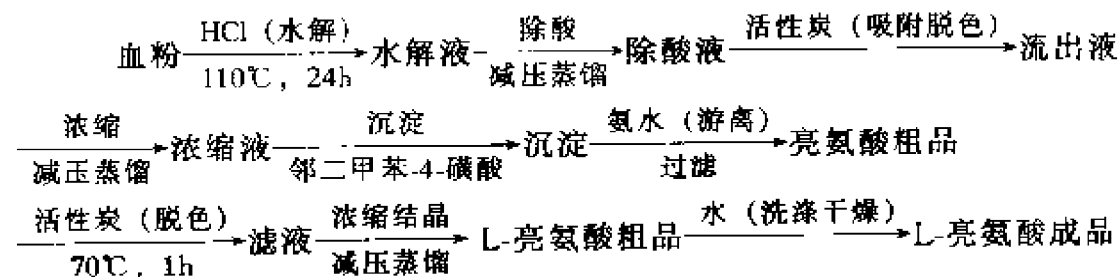 HCl（水解） 除酸 活性炭（吸附脱色）
血粉 水解液 除酸液 流出液
110℃，24h 减压蒸馏
浓缩 沉淀 氨水（游离）
浓缩液 沉淀 亮氨酸粗品
减压蒸馏 邻二甲苯-4-磺酸 过滤
活性炭（脱色） 浓缩结晶 水（洗涤干燥）
滤液 L-亮氨酸粗品 L-亮氨酸成品
70℃，1h 减压蒸馏